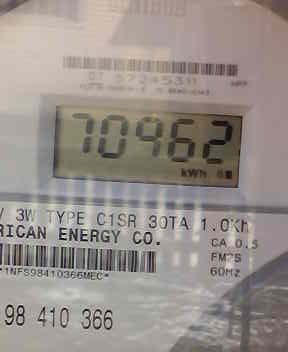 70962
kWh
3W TYPE C1SR 30TA 1.0Kh
RICAN ENERGY CO.
CA 0.5
FM2S
60Hz
*1NFS98410366MEC*
98 410 366